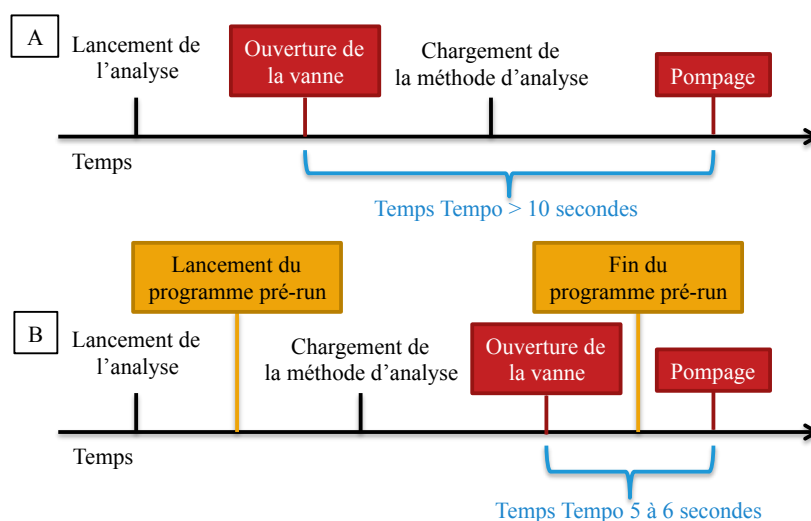 A
Lancement de
l’analyse
Ouverture de
la vanne
Chargement de
la méthode d’analyse
Pompage
Temps
Temps Tempo > 10 secondes
Lancement du
programme pré-run
Fin du
programme pré-run
B
Lancement de
l’analyse
Chargement de
la méthode d’analyse
Ouverture de
la vanne
Pompage
Temps
Temps Tempo 5 à 6 secondes